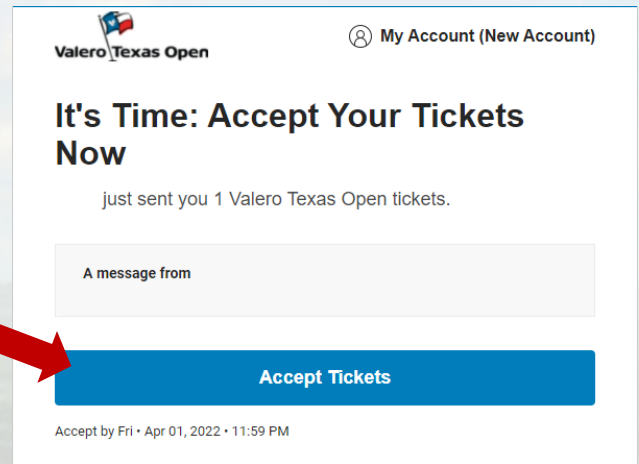 Valero Texas Open
My Account (New Account)
It's Time: Accept Your Tickets
Now
just sent you 1 Valero Texas Open tickets.
A message from
Accept Tickets
Accept by Fri • Apr 01, 2022 • 11:59 PM